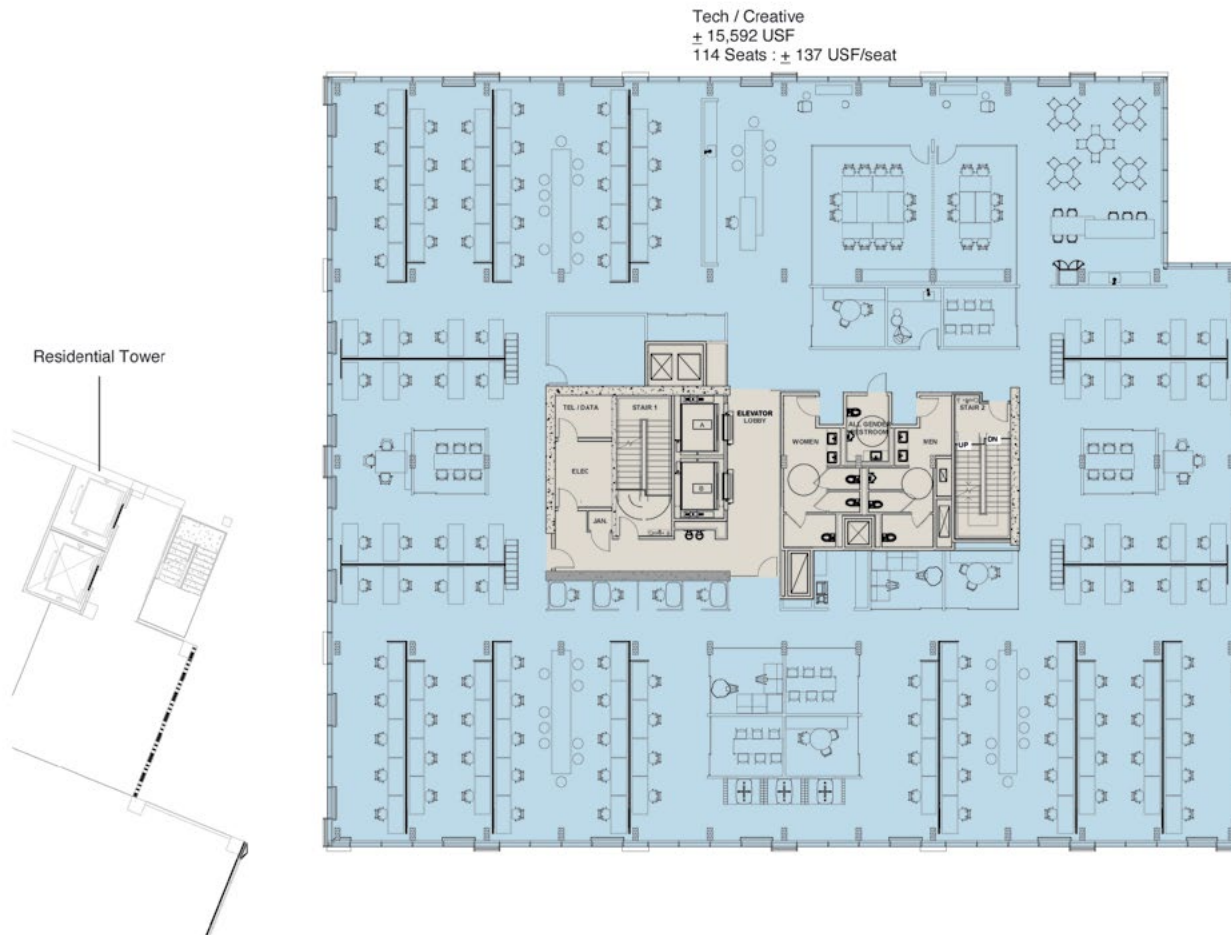 Tech / Creative
± 15,592 USF
114 Seats : ± 137 USF/seat
Residential Tower
TEL / DATA
STAIR 1
A
ELEVATOR
LOBBY
WOMEN
ALL GENDER
RESTROOM
MEN
STAIR 2
UP
DN
ELEC
B
JAN.